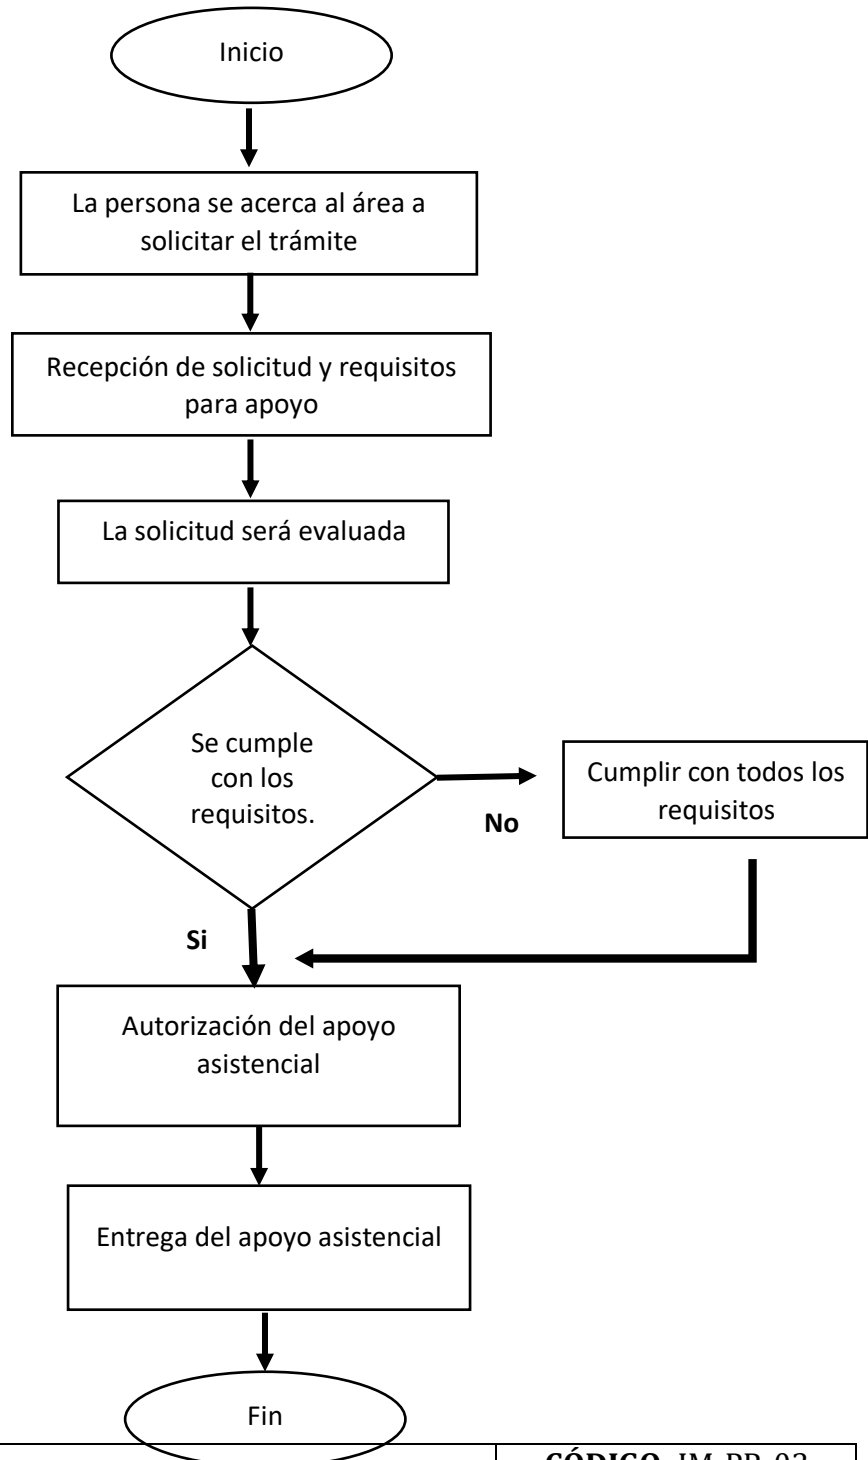 Inicio
La persona se acerca al área a
solicitar el trámite
Recepción de solicitud y requisitos
para apoyo
La solicitud será evaluada
Se cumple
con los
requisitos.
No
Cumplir con todos los
requisitos
Si
Autorización del apoyo
asistencial
Entrega del apoyo asistencial
Fin